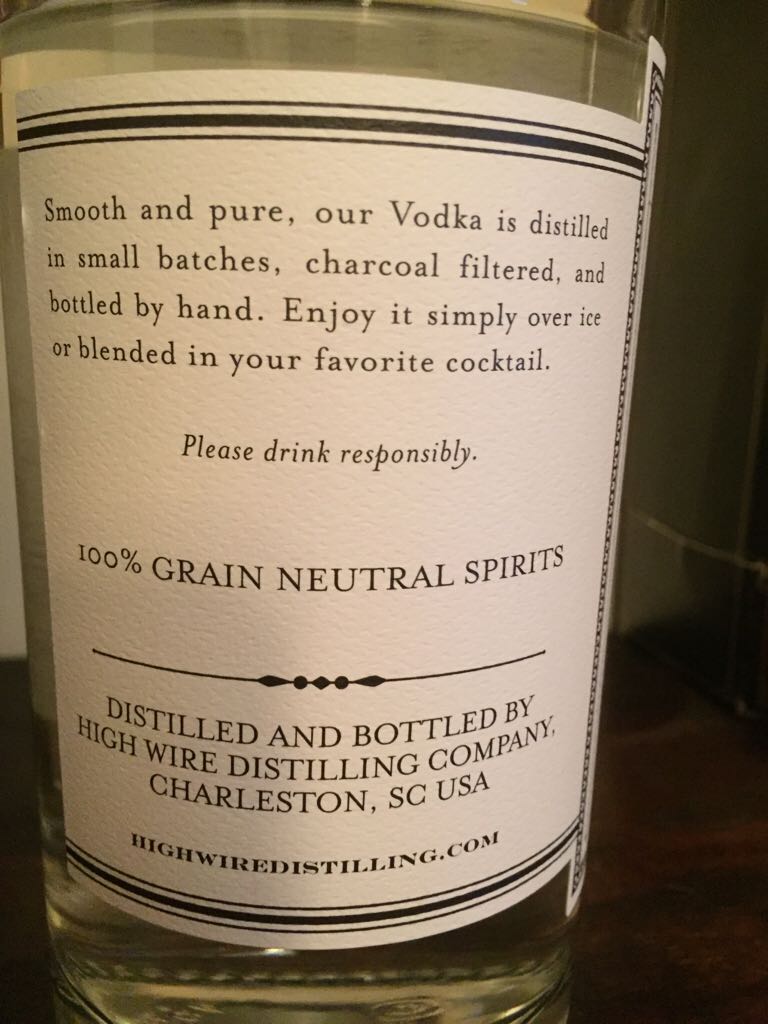 Smooth and pure, our Vodka is distilled
in small batches, charcoal filtered, and
bottled by hand. Enjoy it simply over ice
or blended in your favorite cocktail.
Please drink responsibly.
100% GRAIN NEUTRAL SPIRITS
DISTILLED AND BOTTLED BY
HIGH WIRE DISTILLING COMPANY,
CHARLESTON, SC USA
HIGHWIREDISTILLING.COM